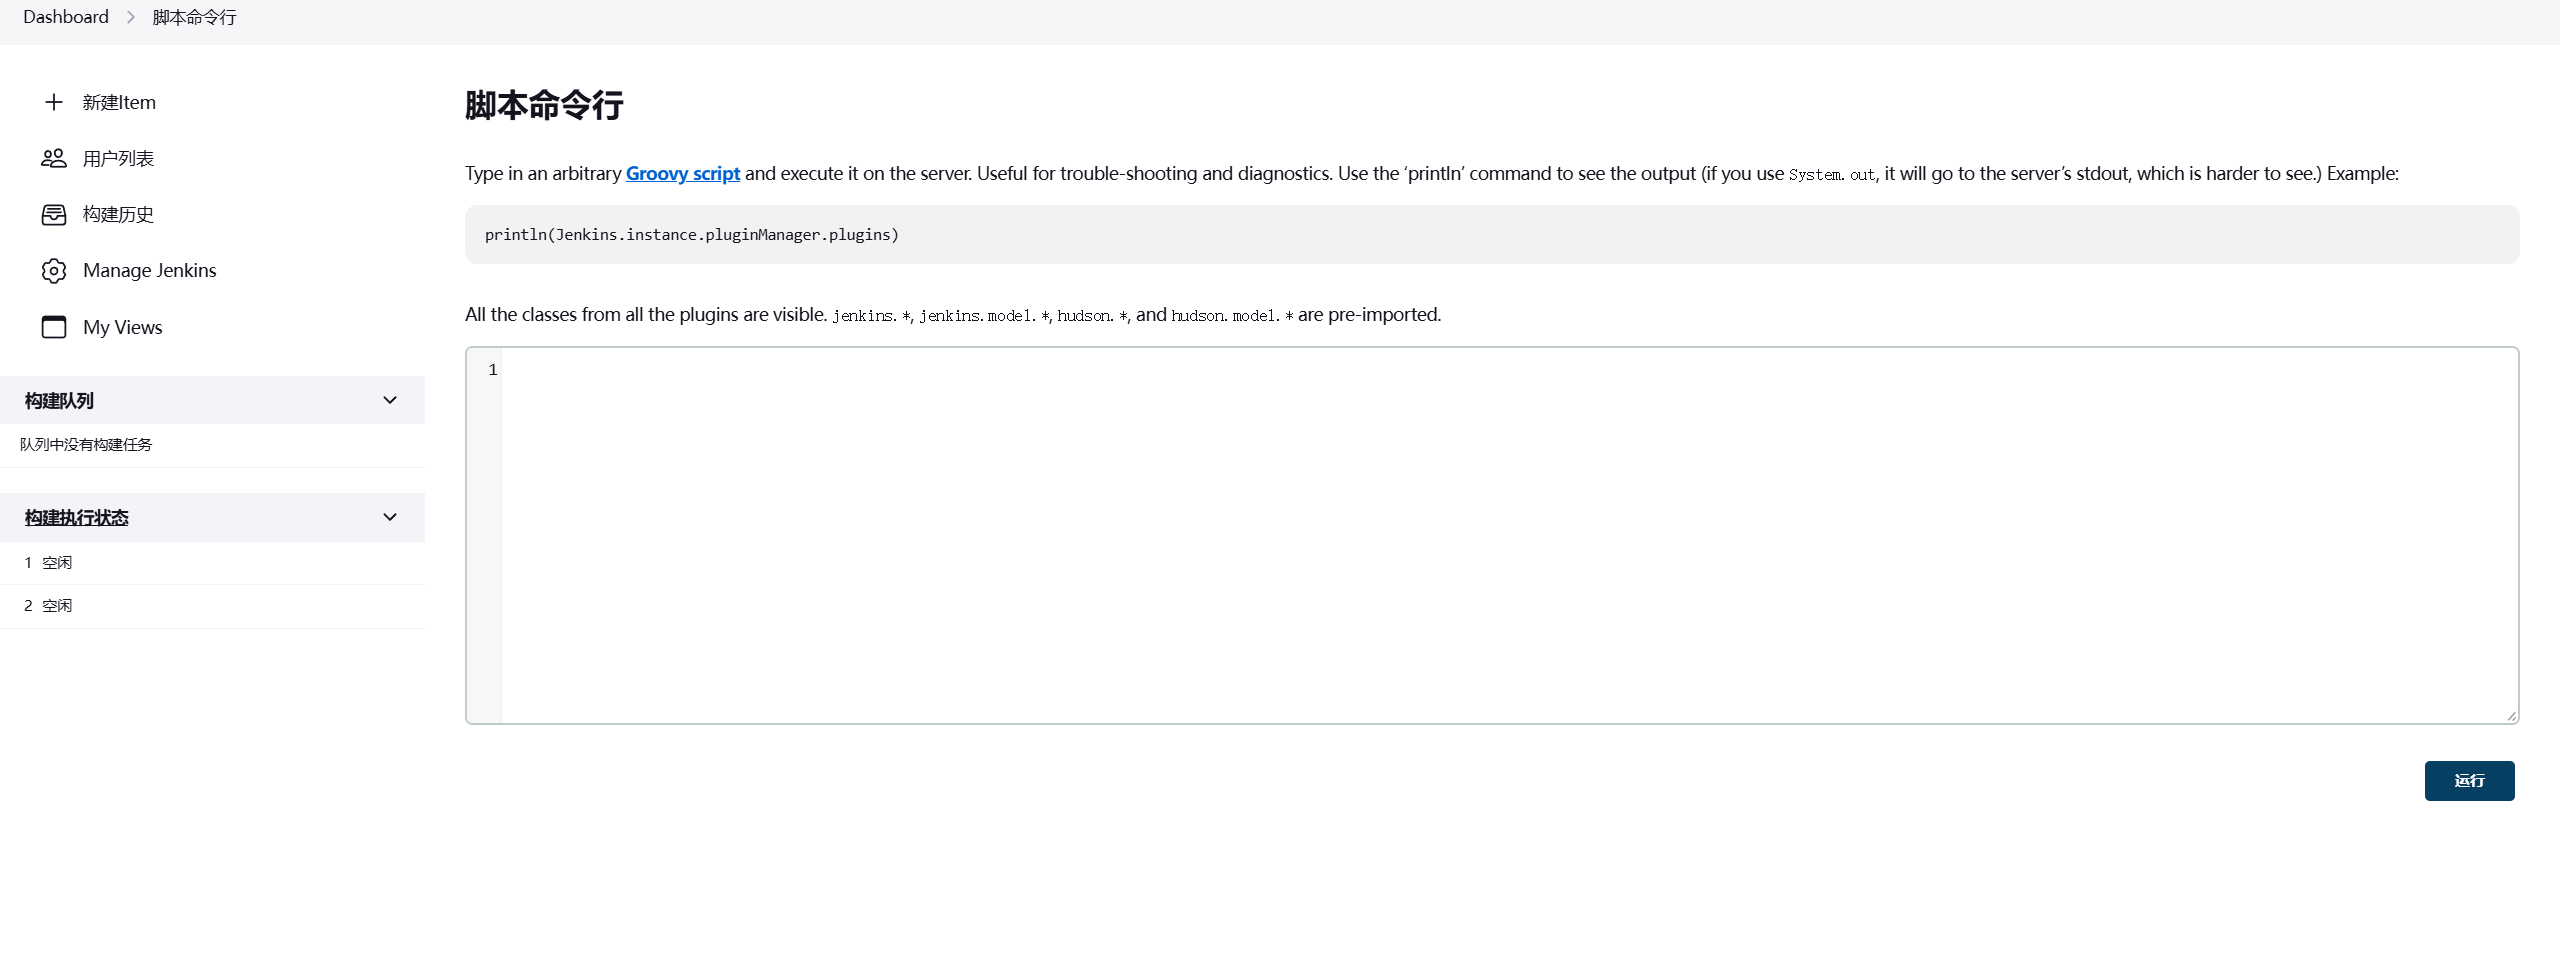 Dashboard > 脚本命令行
新建Item
用户列表
构建历史
Manage Jenkins
My Views
构建队列
队列中没有构建任务
构建执行状态
1 空闲
2 空闲
脚本命令行
Type in an arbitrary Groovy script and execute it on the server. Useful for trouble-shooting and diagnostics. Use the ‘println’ command to see the output (if you use System.out, it will go to the server’s stdout, which is harder to see.) Example:
println(Jenkins.instance.pluginManager.plugins)
All the classes from all the plugins are visible. jenkins.*, jenkins.model.*, hudson.*, and hudson.model.* are pre-imported.
1
运行